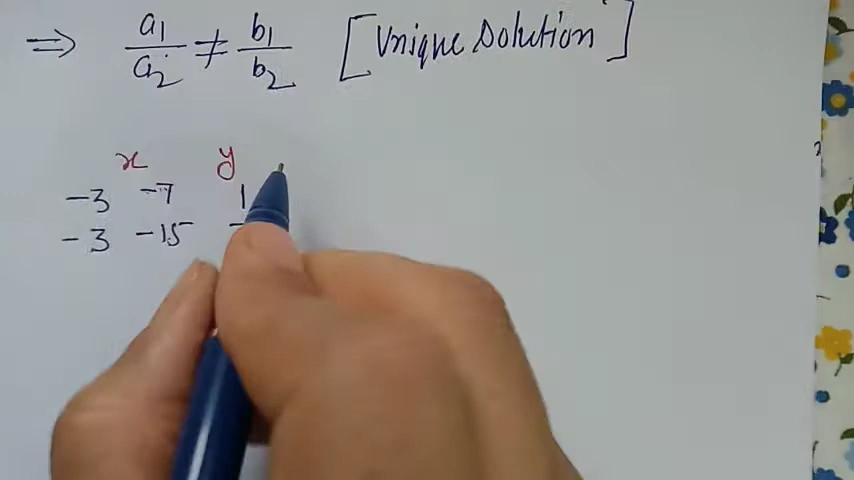 ⇒ a1/a2 ≠ b1/b2 [Unique Solution]
x y
-3 -7 1
-3 -15 -